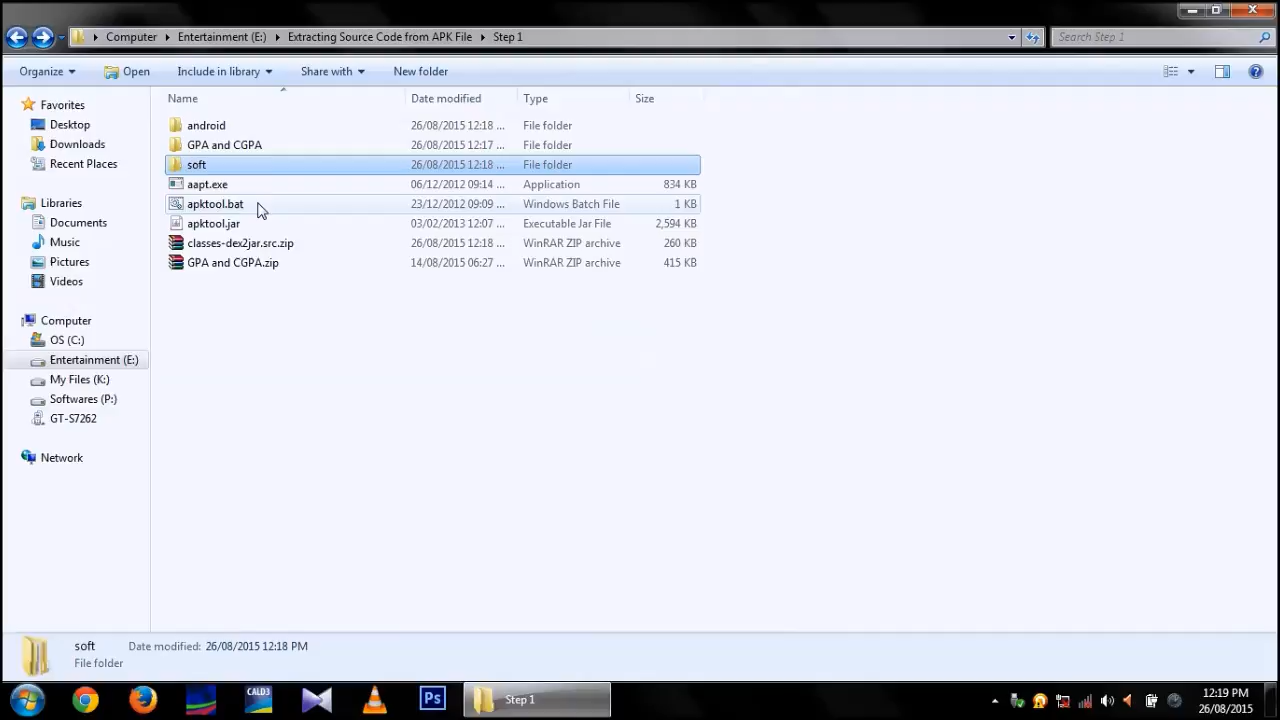 Computer Entertainment (E:) Extracting Source Code from APK File Step 1 Search Step 1
Organize Open Include in library Share with New folder
Favorites
Desktop
Downloads
Recent Places
Libraries
Documents
Music
Pictures
Videos
Computer
OS (C:)
Entertainment (E:)
My Files (K:)
Softwares (P:)
GT-S7262
Network
Name Date modified Type Size
android 26/08/2015 12:18 ... File folder
GPA and CGPA 26/08/2015 12:17 ... File folder
soft 26/08/2015 12:18 ... File folder
aapt.exe 06/12/2012 09:14 ... Application 834 KB
apktool.bat 23/12/2012 09:09 ... Windows Batch File 1 KB
apktool.jar 03/02/2013 12:07 ... Executable Jar File 2,594 KB
classes-dex2jar.src.zip 26/08/2015 12:18 ... WinRAR ZIP archive 260 KB
GPA and CGPA.zip 14/08/2015 06:27 ... WinRAR ZIP archive 415 KB
soft Date modified: 26/08/2015 12:18 PM
File folder
CALD3 Ps Step 1
12:19 PM
26/08/2015